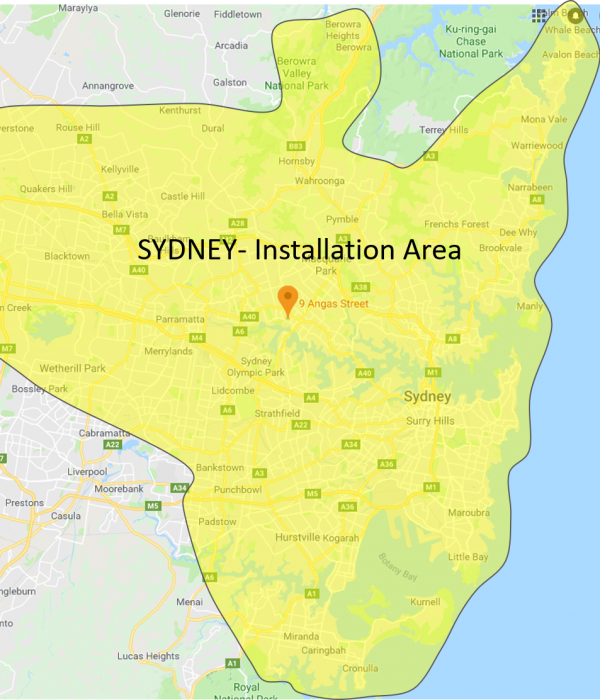 Maraylya
Glenorie
Fiddletown
Berowra
Heights
Berowra
Ku-ring-gai
Chase
National Park
Whale Beach
Avalon Beach
Arcadia
Galston
Berowra
Valley
National Park
Annangrove
Kenthurst
Dural
Rouse Hill
A2
B83
Hornsby
Terrey Hills
A3
Mona Vale
Warriewood
Kellyville
Wahroonga
Quakers Hill
A2
Castle Hill
Narrabeen
A8
Bella Vista
M7
A28
Pymble
Frenchs Forest
Dee Why
Brookvale
SYDNEY- Installation Area
Blacktown
A40
Park
A38
9 Angas Street
Manly
Parramatta
A40
A6
M4
A8
M7
Merrylands
Wetherill Park
Sydney
Olympic Park
A40
M1
Bossley Park
Lidcombe
A4
Sydney
A6
Strathfield
A22
Surry Hills
Cabramatta
A22
A34
Liverpool
Bankstown
A3
A36
Moorebank
A34
Punchbowl
M5
M1
Prestons
M5
A36
Casula
Padstow
Maroubra
Hurstville
Kogarah
Little Bay
Botany Bay
A6
A1
Menai
Kurnell
Miranda
Caringbah
Lucas Heights
A1
Cronulla
Royal
National Park